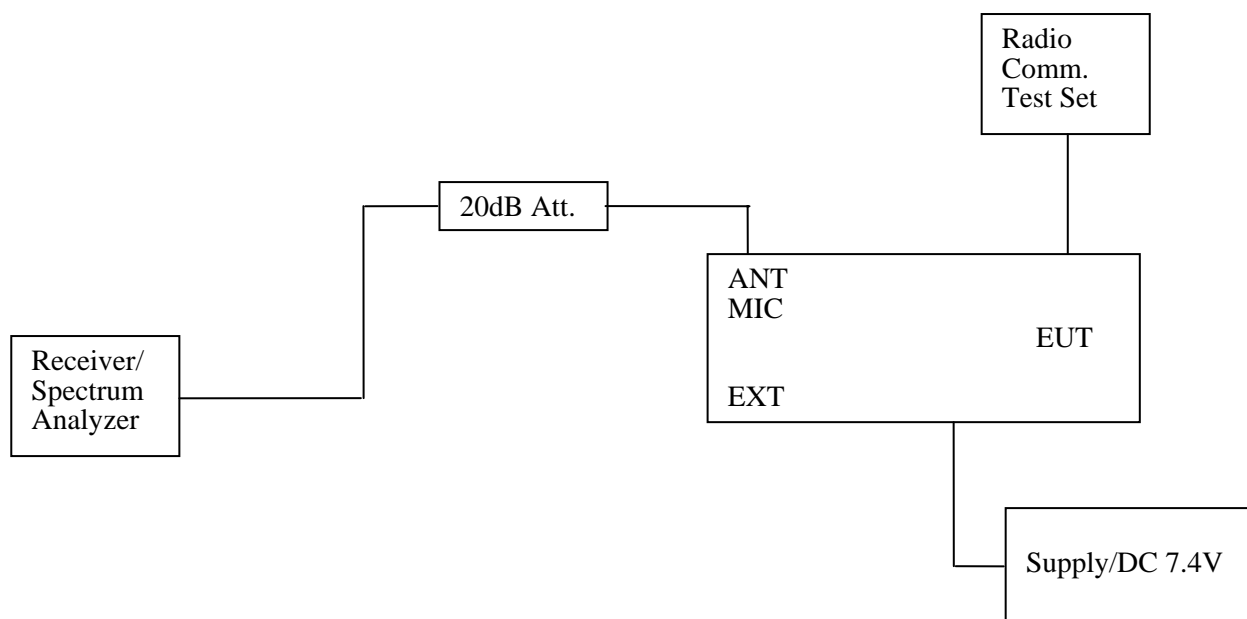 Radio
Comm.
Test Set
20dB Att.
ANT
MIC
EUT
EXT
Receiver/
Spectrum
Analyzer
Supply/DC 7.4V